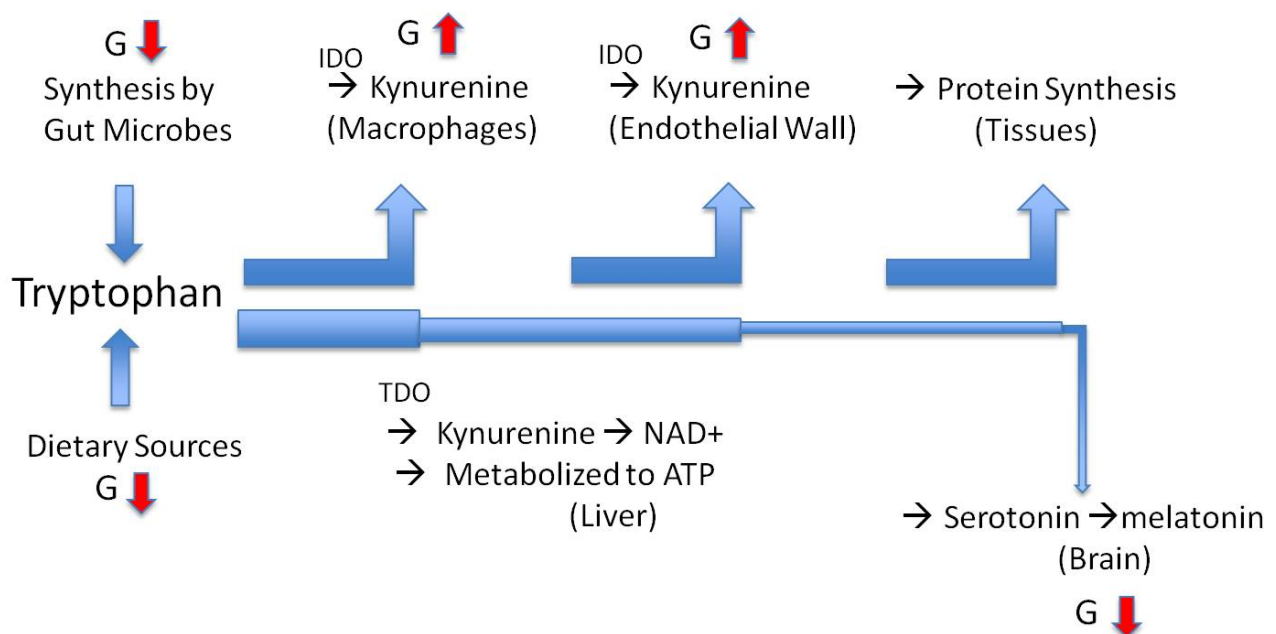 G
Synthesis by
Gut Microbes
G
IDO
→ Kynurenine
(Macrophages)
G
IDO
→ Kynurenine
(Endothelial Wall)
→ Protein Synthesis
(Tissues)
Tryptophan
Dietary Sources
G
TDO
→ Kynurenine → NAD+
→ Metabolized to ATP
(Liver)
→ Serotonin → melatonin
(Brain)
G